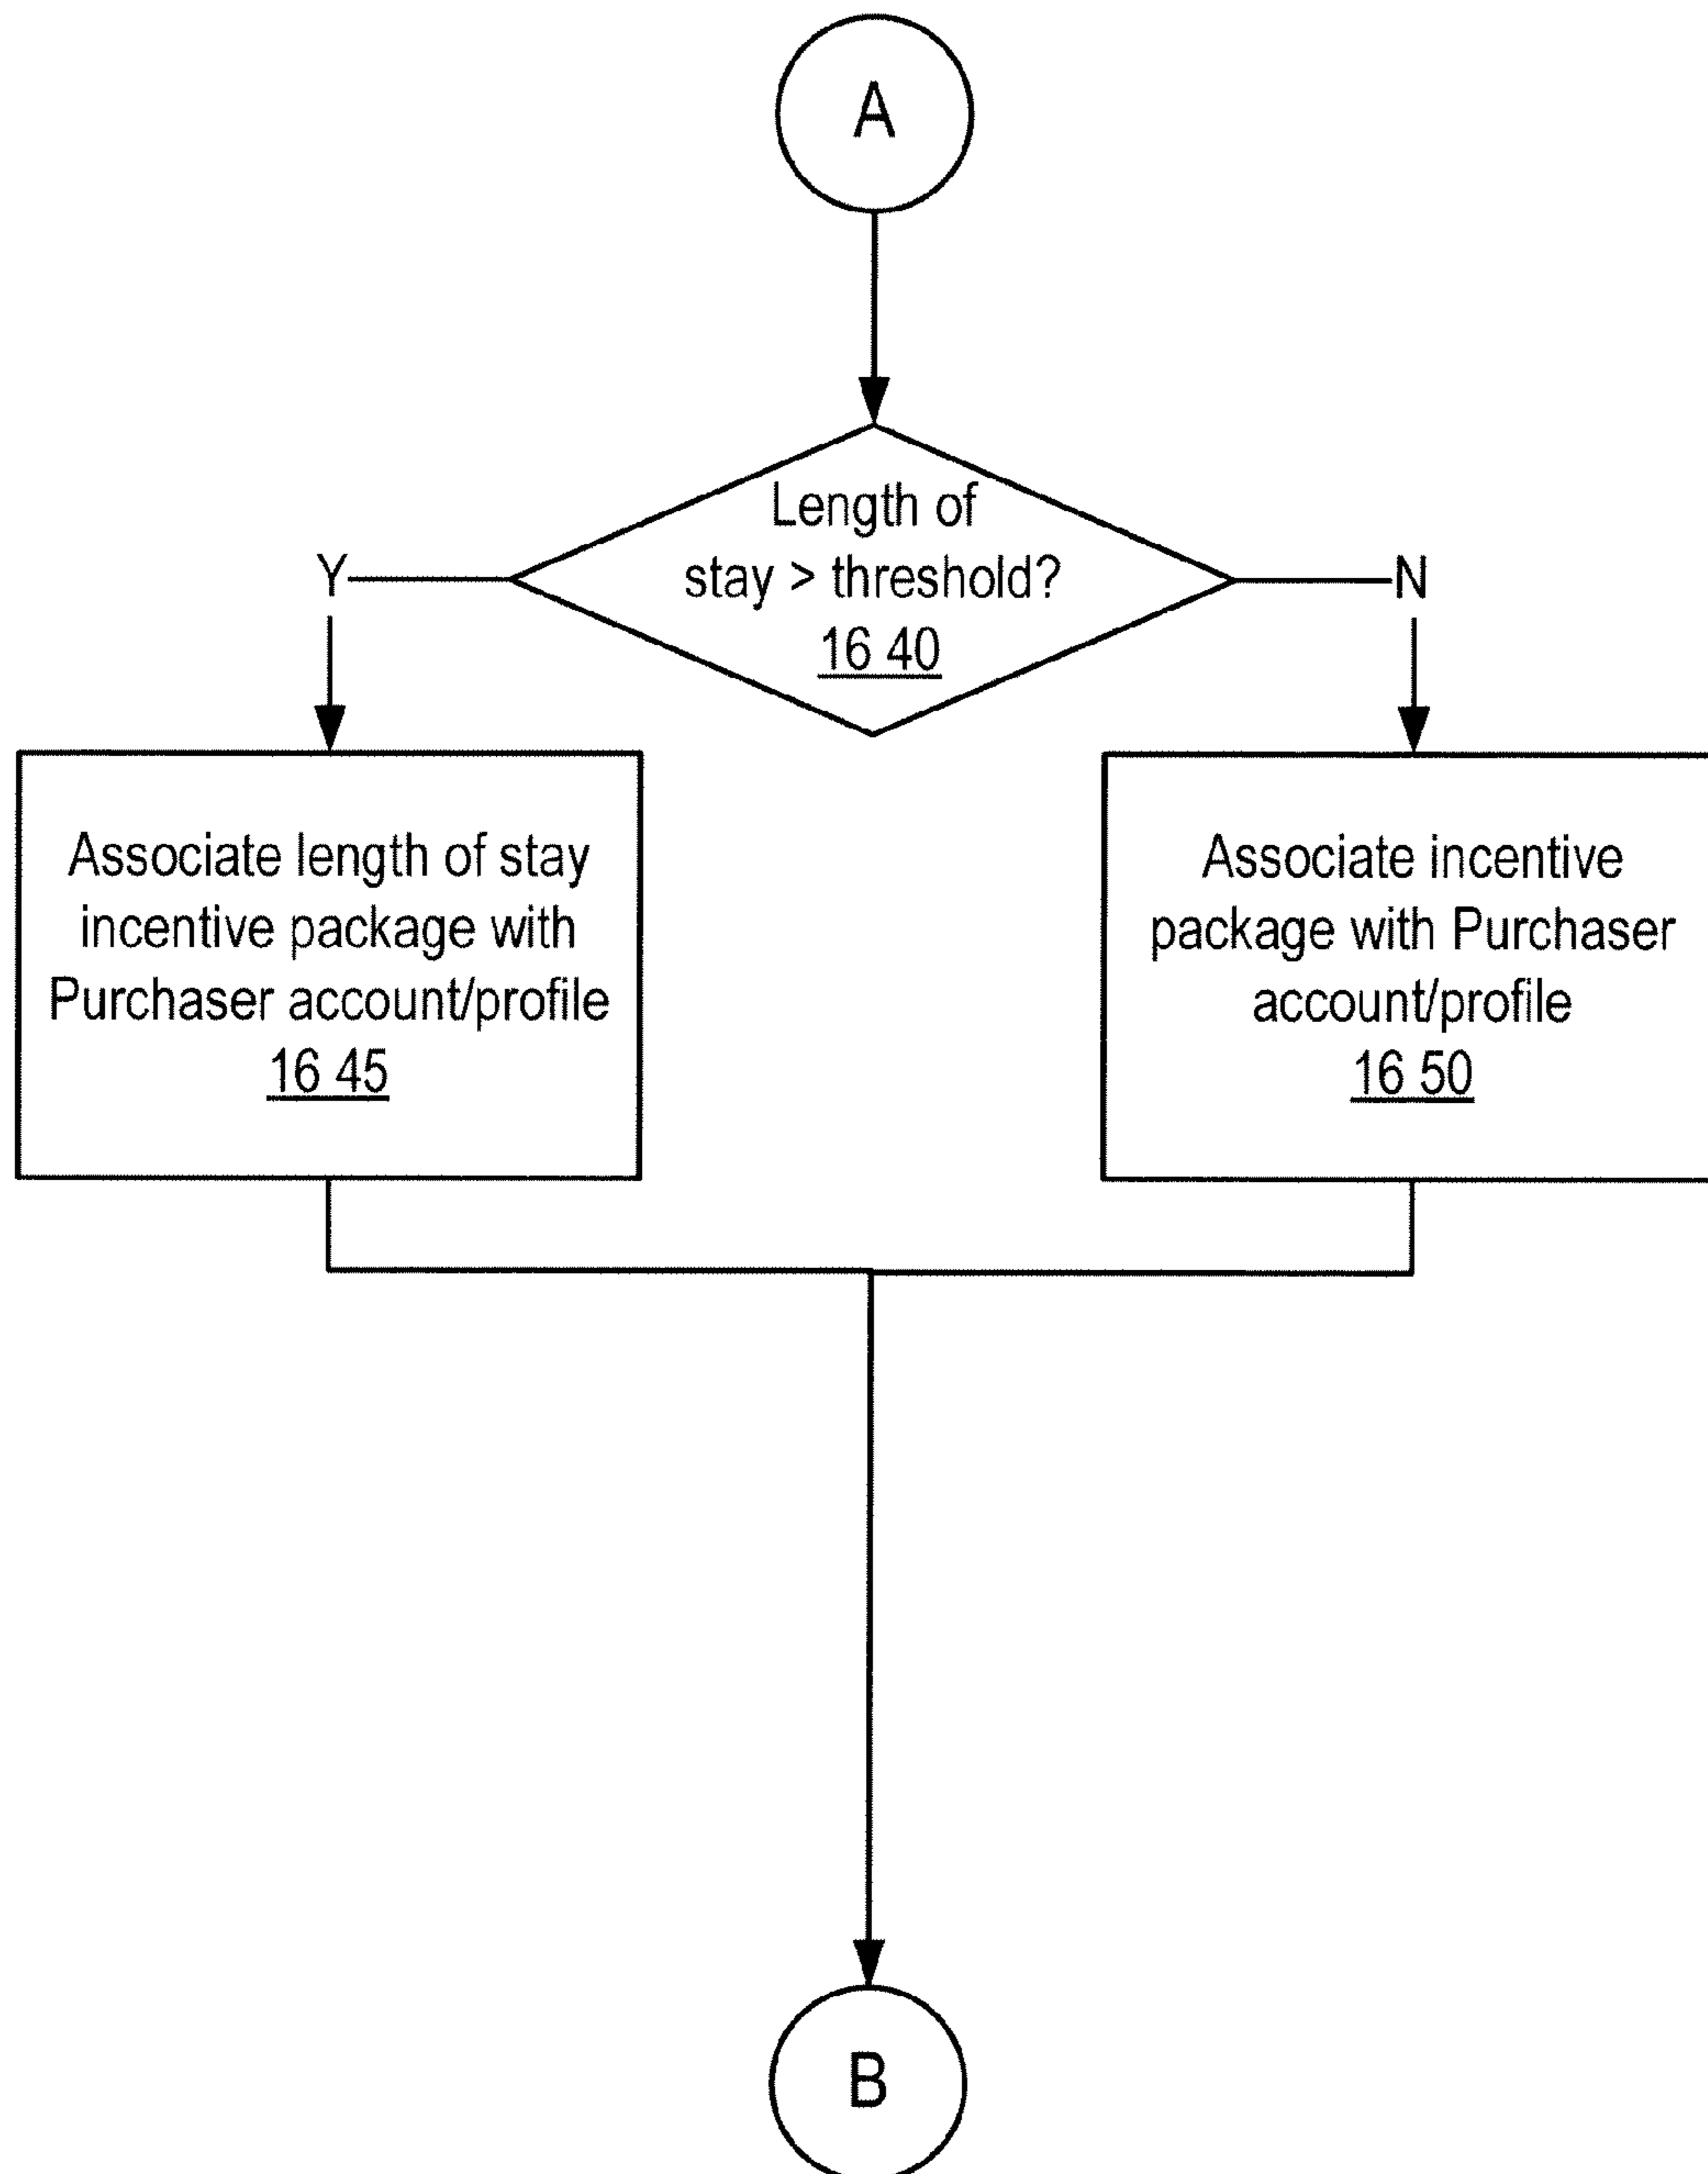 A
Length of
stay > threshold?
16 40
Y
N
Associate length of stay
incentive package with
Purchaser account/profile
16 45
Associate incentive
package with Purchaser
account/profile
16 50
B